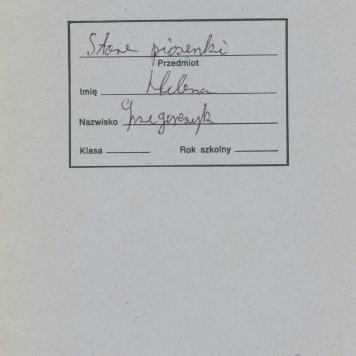 Stare piosenki
Przedmiot
Imię Helena
Nazwisko Grzegorczyk
Klasa
Rok szkolny